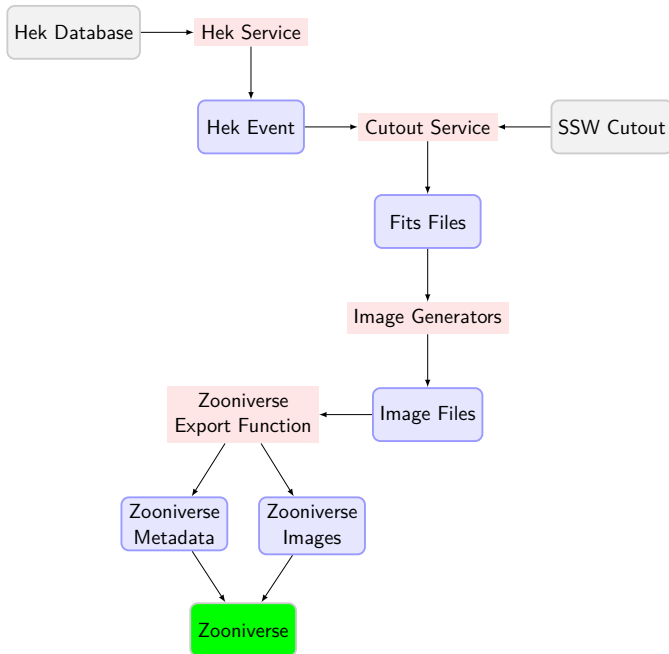 Hek Database
Hek Service
Hek Event
Cutout Service
SSW Cutout
Fits Files
Image Generators
Zooniverse
Export Function
Image Files
Zooniverse
Metadata
Zooniverse
Images
Zooniverse